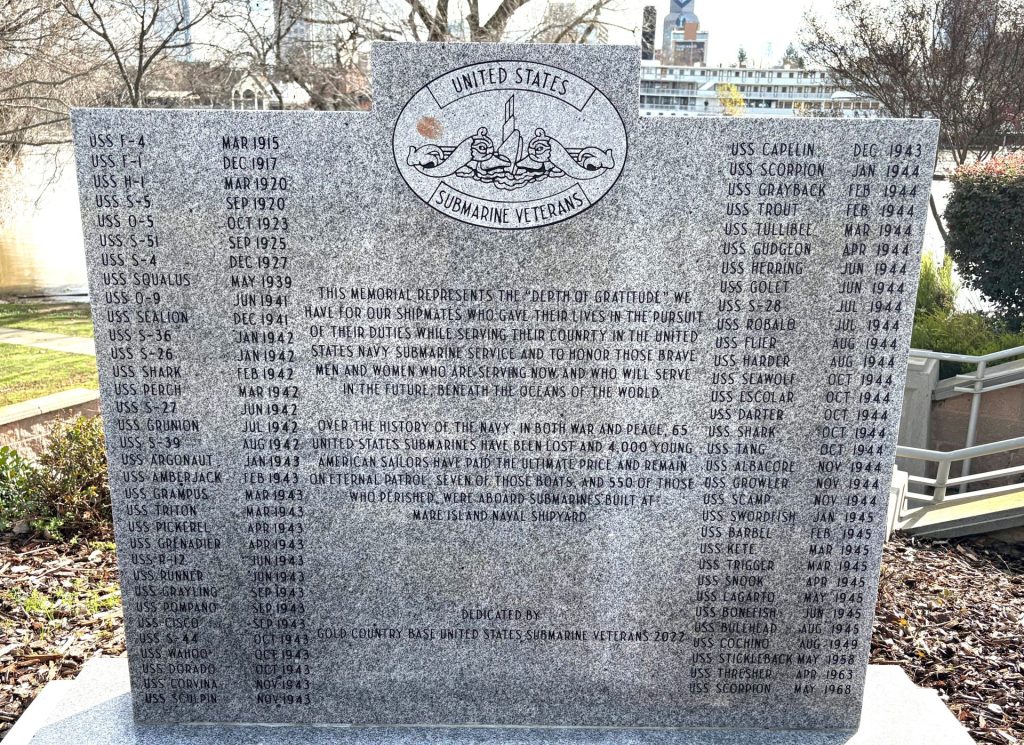 UNITED STATES
SUBMARINE VETERANS
USS F-4 MAR 1915
USS F-1 DEC 1917
USS H-1 MAR 1920
USS S-5 SEP 1920
USS O-5 OCT 1923
USS S-51 SEP 1925
USS S-4 DEC 1927
USS SQUALUS MAY 1939
USS O-9 JUN 1941
USS SEALION DEC 1941
USS S-36 JAN 1942
USS S-26 JAN 1942
USS SHARK FEB 1942
USS PERCH MAR 1942
USS S-27 JUN 1942
USS GRUNION JUL 1942
USS S-39 AUG 1942
USS ARGONAUT JAN 1943
USS AMBERJACK FEB 1943
USS GRAMPUS MAR 1943
USS TRITON MAR 1943
USS PICKEREL APR 1943
USS GRENADIER APR 1943
USS R-12 JUN 1943
USS RUNNER JUN 1943
USS GRAYLING SEP 1943
USS POMPANO SEP 1943
USS CISCO SEP 1943
USS S-44 OCT 1943
USS WAHOO OCT 1943
USS DORADO OCT 1943
USS CORVINA NOV 1943
USS SCULPIN NOV 1943
THIS MEMORIAL REPRESENTS THE "DEPTH OF GRATITUDE" WE
HAVE FOR OUR SHIPMATES WHO GAVE THEIR LIVES IN THE PURSUIT
OF THEIR DUTIES WHILE SERVING THEIR COUNRTY IN THE UNITED
STATES NAVY SUBMARINE SERVICE AND TO HONOR THOSE BRAVE
MEN AND WOMEN WHO ARE SERVING NOW AND WHO WILL SERVE
IN THE FUTURE, BENEATH THE OCEANS OF THE WORLD.
OVER THE HISTORY OF THE NAVY, IN BOTH WAR AND PEACE, 65
UNITED STATES SUBMARINES HAVE BEEN LOST AND 4,000 YOUNG
AMERICAN SAILORS HAVE PAID THE ULTIMATE PRICE AND REMAIN
ON ETERNAL PATROL. SEVEN OF THOSE BOATS, AND 550 OF THOSE
WHO PERISHED, WERE ABOARD SUBMARINES BUILT AT
MARE ISLAND NAVAL SHIPYARD.
DEDICATED BY
GOLD COUNTRY BASE UNITED STATES SUBMARINE VETERANS 2022
USS CAPELIN DEC 1943
USS SCORPION JAN 1944
USS GRAYBACK FEB 1944
USS TROUT FEB 1944
USS TULLIBEE MAR 1944
USS GUDGEON APR 1944
USS HERRING JUN 1944
USS GOLET JUN 1944
USS S-28 JUL 1944
USS ROBALO JUL 1944
USS FLIER AUG 1944
USS HARDER AUG 1944
USS SEAWOLF OCT 1944
USS ESCOLAR OCT 1944
USS DARTER OCT 1944
USS SHARK OCT 1944
USS TANG OCT 1944
USS ALBACORE NOV 1944
USS GROWLER NOV 1944
USS SCAMP NOV 1944
USS SWORDFISH JAN 1945
USS BARBEL FEB 1945
USS KETE MAR 1945
USS TRIGGER MAR 1945
USS SNOOK APR 1945
USS LAGARTO MAY 1945
USS BONEFISH JUN 1945
USS BULLHEAD AUG 1945
USS COCHINO AUG 1949
USS STICKLEBACK MAY 1958
USS THRESHER APR 1963
USS SCORPION MAY 1968